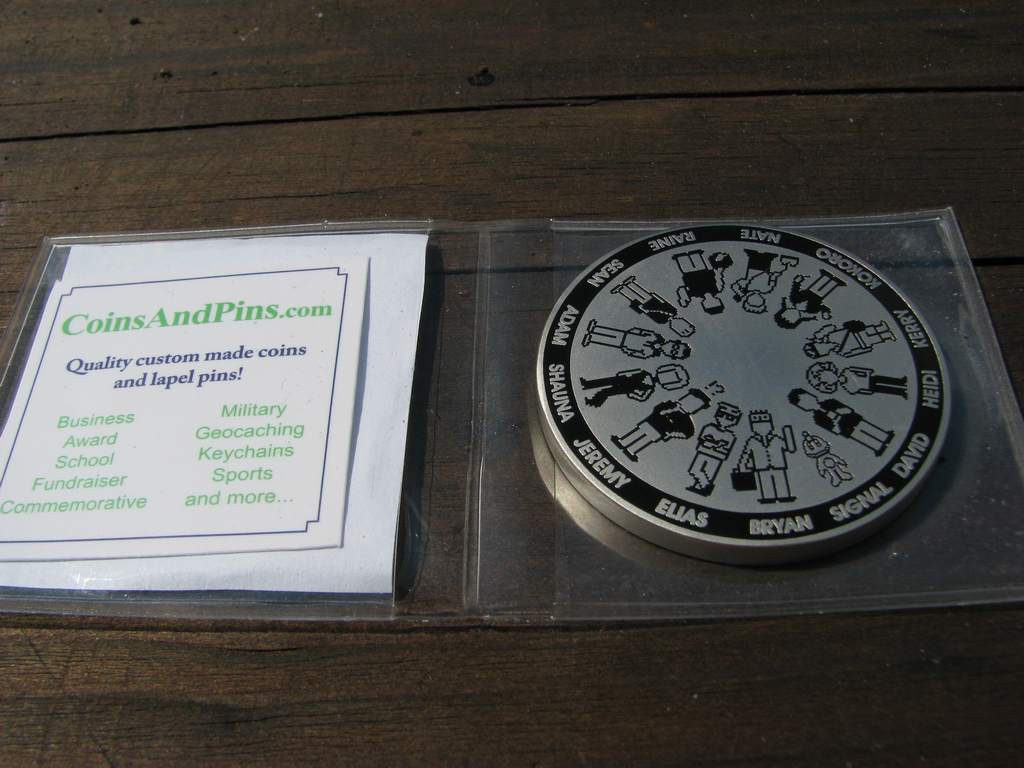 CoinsAndPins.com
Quality custom made coins
and lapel pins!
Business
Award
School
Fundraiser
Commemorative
Military
Geocaching
Keychains
Sports
and more...
NATE
KOKORO
KERRY
HEIDI
DAVID
SIGNAL
BRYAN
ELIAS
JEREMY
SHAUNA
ADAM
SEAN
RAINE